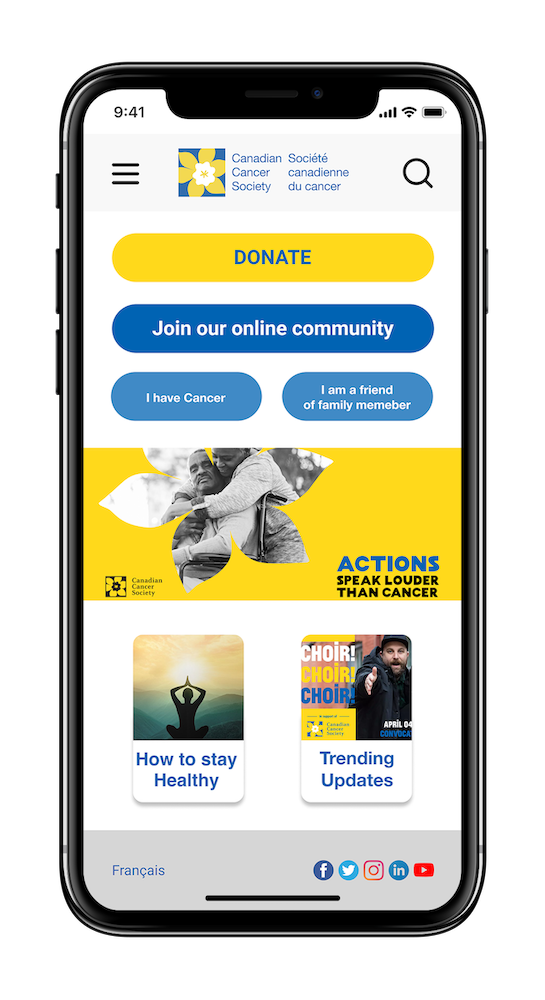 9:41
Canadian Société
Cancer canadienne
Society du cancer
DONATE
Join our online community
I have Cancer
I am a friend
of family memeber
Canadian
Cancer
Society
ACTIONS
SPEAK LOUDER
THAN CANCER
CHOIR!
CHOIR!
CHOIR!
in support of
Canadian
Cancer
Society
APRIL 04
CONVOCAT
How to stay
Healthy
Trending
Updates
Français